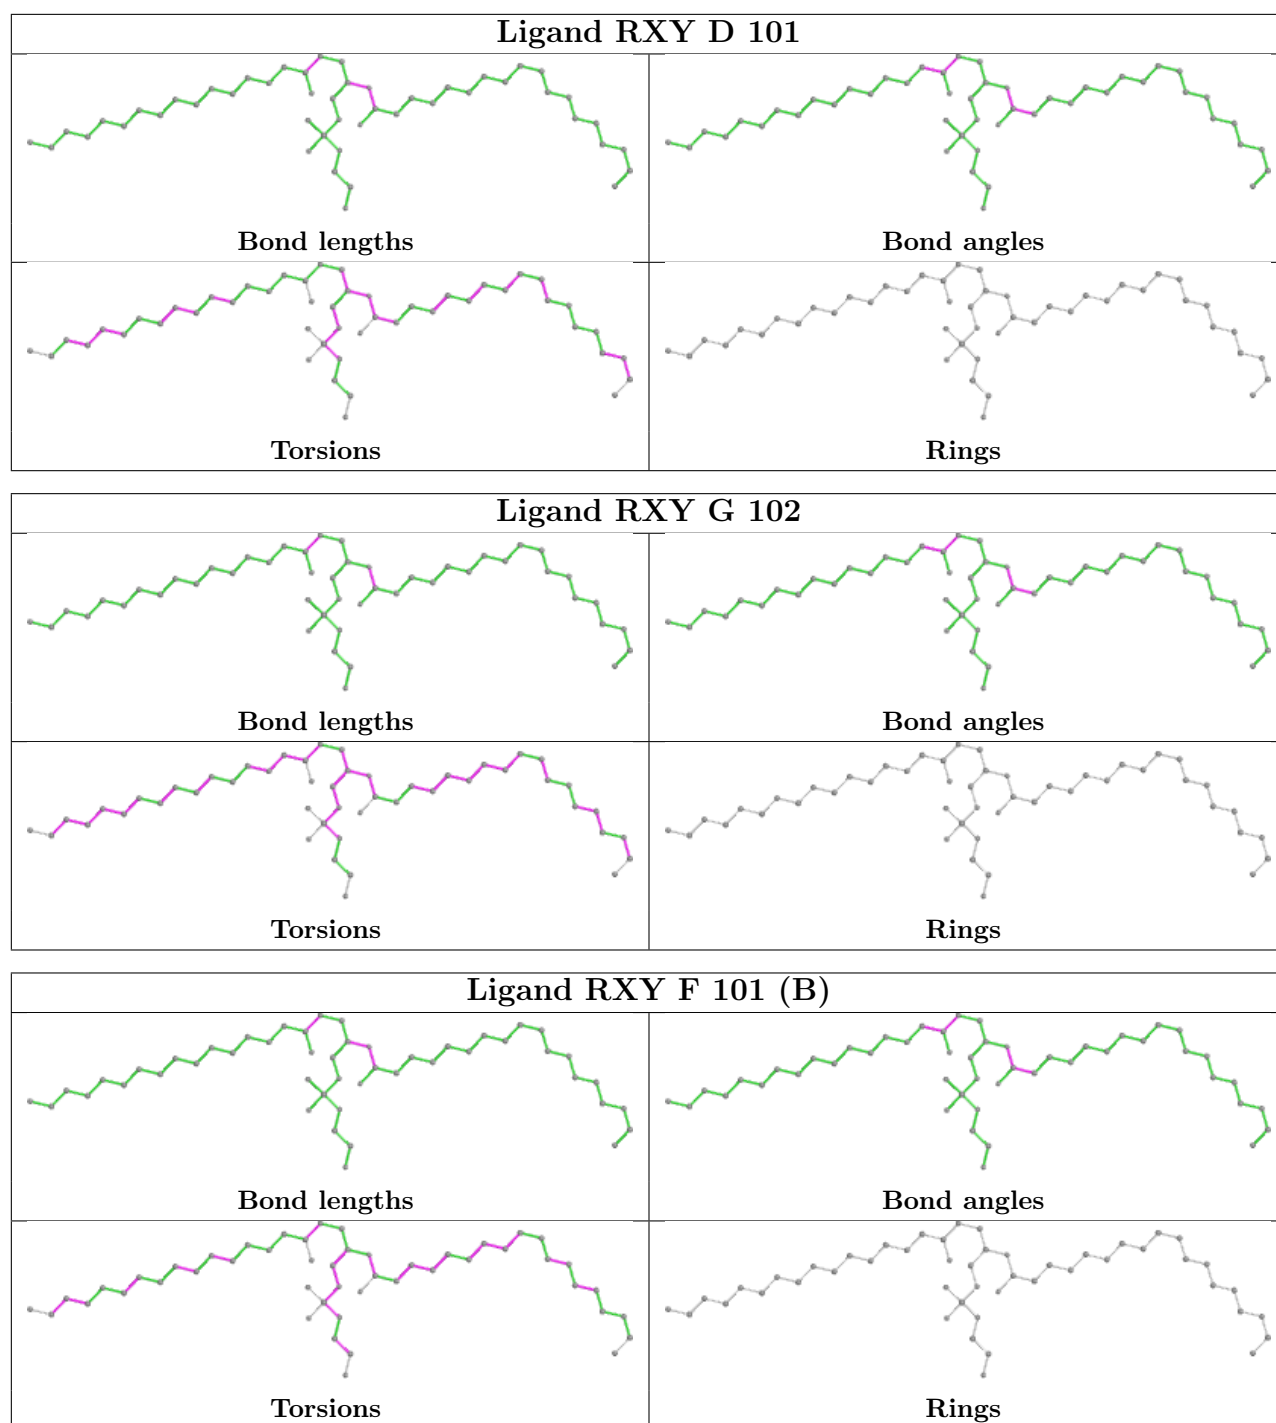 Ligand RXY D 101
Bond lengths
Bond angles
Torsions
Rings
Ligand RXY G 102
Bond lengths
Bond angles
Torsions
Rings
Ligand RXY F 101 (B)
Bond lengths
Bond angles
Torsions
Rings